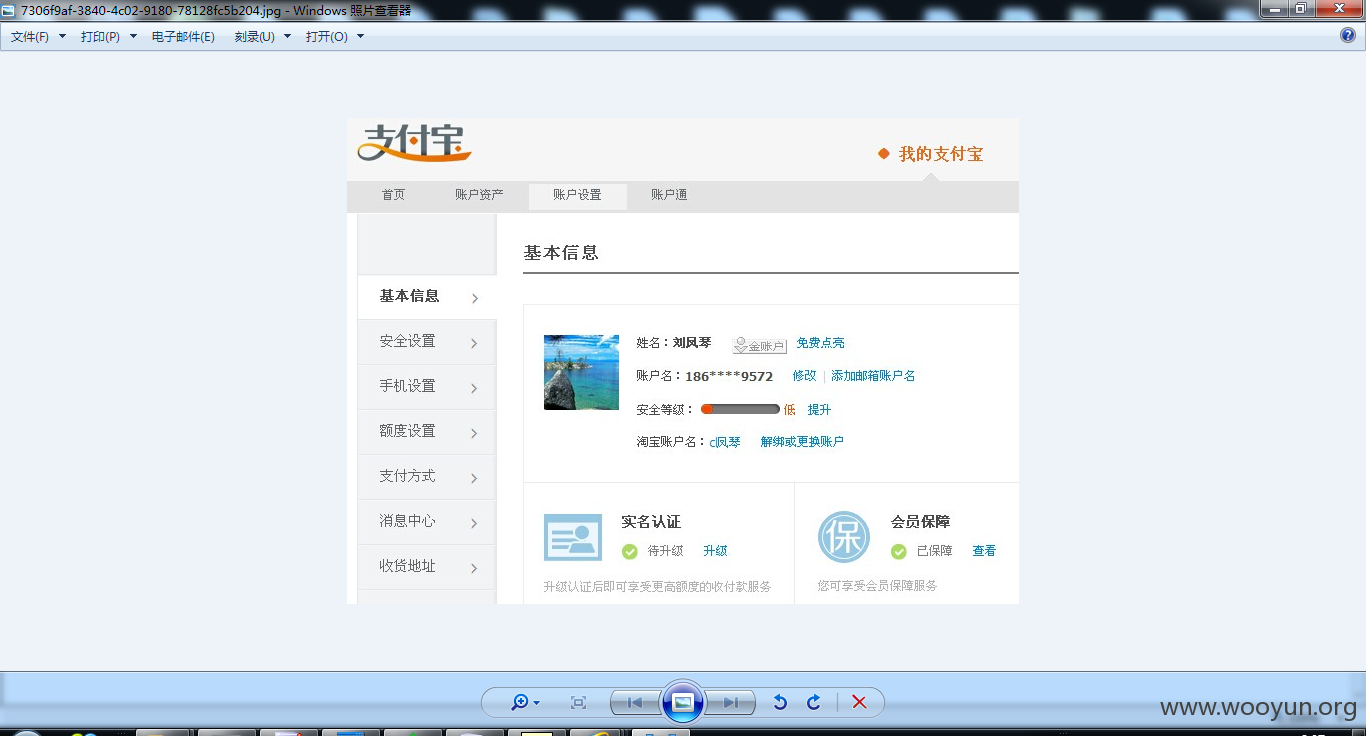 7306f9af-3840-4c02-9180-78128fc5b204.jpg - Windows 照片查看器
文件(F) 打印(P) 电子邮件(E) 刻录(U) 打开(O)
支付宝
我的支付宝
首页 账户资产 账户设置 账户通
基本信息
基本信息
安全设置
手机设置
额度设置
支付方式
消息中心
收货地址
姓名：刘凤琴 金账户 免费点亮
账户名：186****9572 修改 | 添加邮箱账户名
安全等级： 低 提升
淘宝账户名：c凤琴 解绑或更换账户
实名认证
待升级 升级
升级认证后即可享受更高额度的收付款服务
保
会员保障
已保障 查看
您可享受会员保障服务
www.wooyun.org